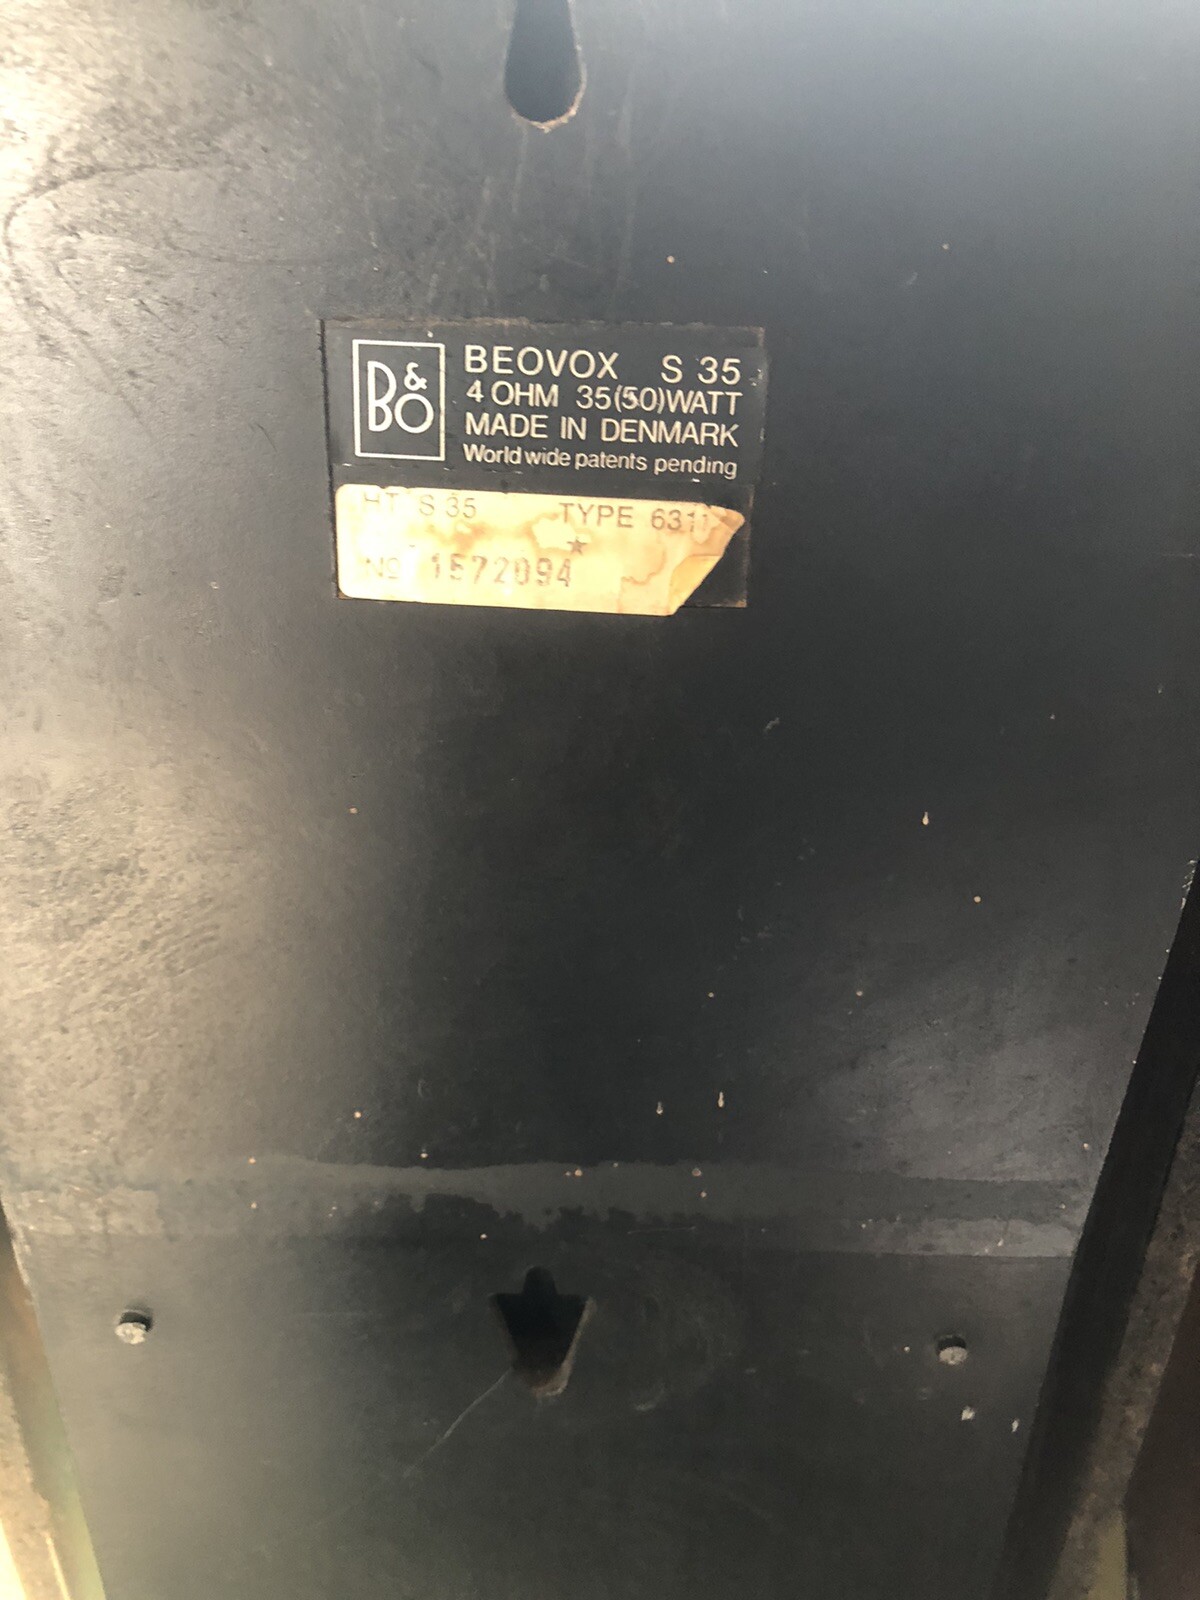 B&O
BEOVOX S 35
4 OHM 35(50)WATT
MADE IN DENMARK
World wide patents pending
HT S 35 TYPE
No 1572094